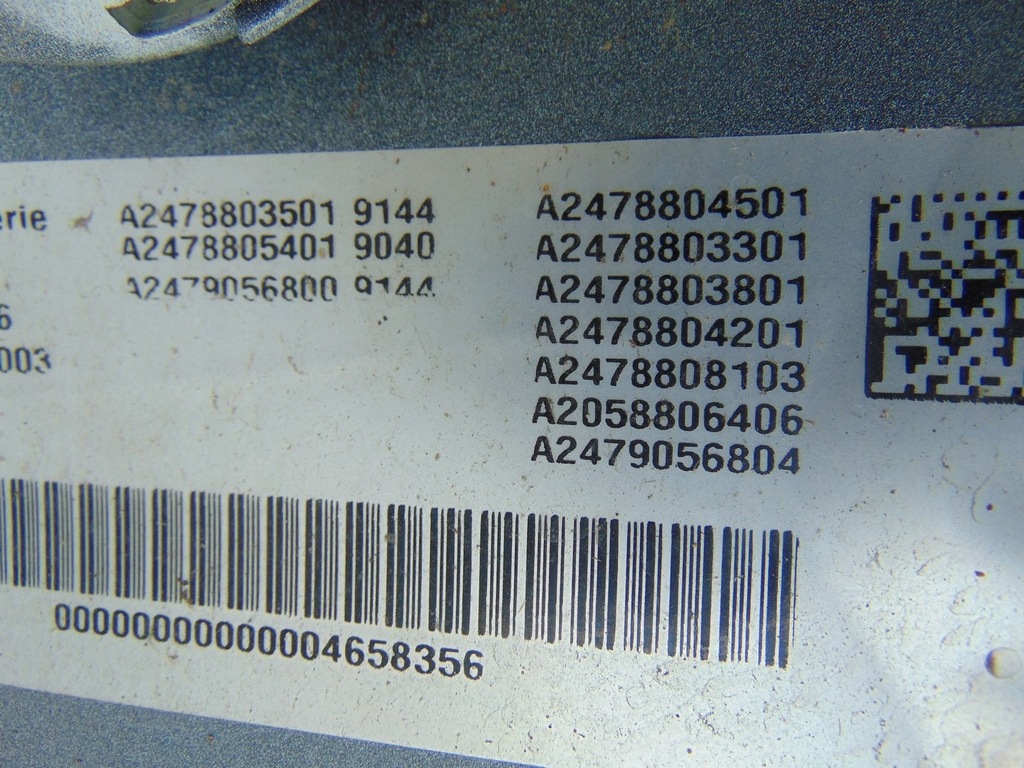 erie A2478803501 9144 A2478804501
A2478805401 9040 A2478803301
A2479056800 9144 A2478803801
6 A2478804201
003 A2478808103
A2058806406
A2479056804
00000000000004658356